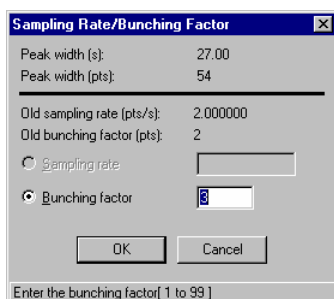 Sampling Rate/Bunching Factor
Peak width (s): 27.00
Peak width (pts): 54
Old sampling rate (pts/s): 2.000000
Old bunching factor (pts): 2
Sampling rate
Bunching factor 3
OK Cancel
Enter the bunching factor[ 1 to 99 ]